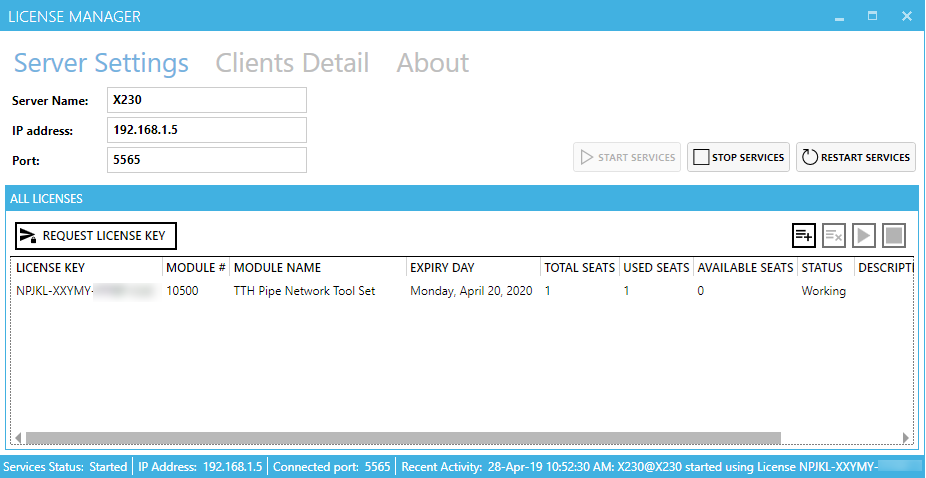 LICENSE MANAGER
Server Settings Clients Detail About
Server Name: X230
IP address: 192.168.1.5
Port: 5565
START SERVICES STOP SERVICES RESTART SERVICES
ALL LICENSES
REQUEST LICENSE KEY
LICENSE KEY MODULE # MODULE NAME EXPIRY DAY TOTAL SEATS USED SEATS AVAILABLE SEATS STATUS DESCRIPTI
NPJKL-XXYMY- 10500 TTH Pipe Network Tool Set Monday, April 20, 2020 1 1 0 Working
Services Status: Started IP Address: 192.168.1.5 Connected port: 5565 Recent Activity: 28-Apr-19 10:52:30 AM: X230@X230 started using License NPJKL-XXYMY-